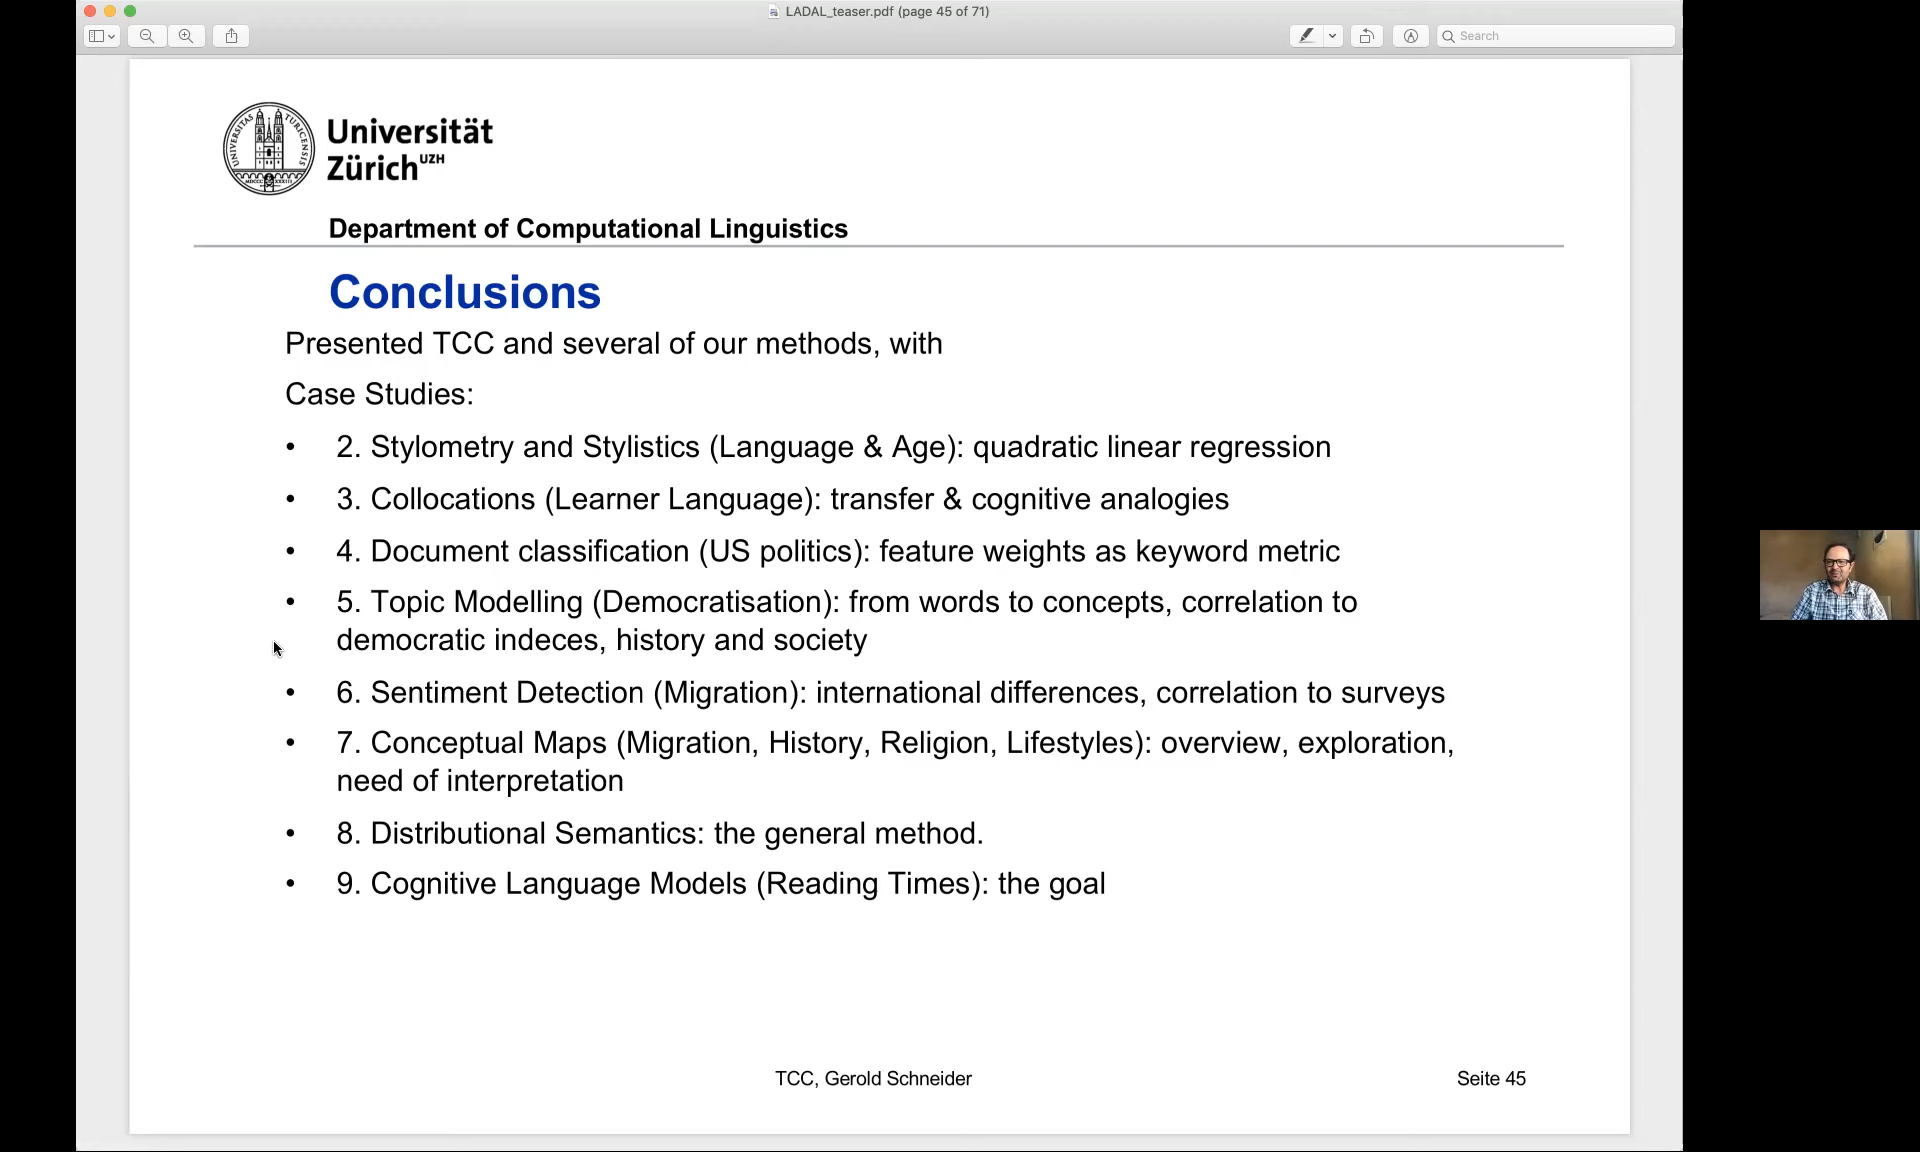 LADAL_teaser.pdf (page 45 of 71)
Search
UNIVERSITAS TURICENSIS
Universität
Zürich UZH
Department of Computational Linguistics
Conclusions
Presented TCC and several of our methods, with
Case Studies:
• 2. Stylometry and Stylistics (Language & Age): quadratic linear regression
• 3. Collocations (Learner Language): transfer & cognitive analogies
• 4. Document classification (US politics): feature weights as keyword metric
• 5. Topic Modelling (Democratisation): from words to concepts, correlation to
democratic indeces, history and society
• 6. Sentiment Detection (Migration): international differences, correlation to surveys
• 7. Conceptual Maps (Migration, History, Religion, Lifestyles): overview, exploration,
need of interpretation
• 8. Distributional Semantics: the general method.
• 9. Cognitive Language Models (Reading Times): the goal
TCC, Gerold Schneider
Seite 45